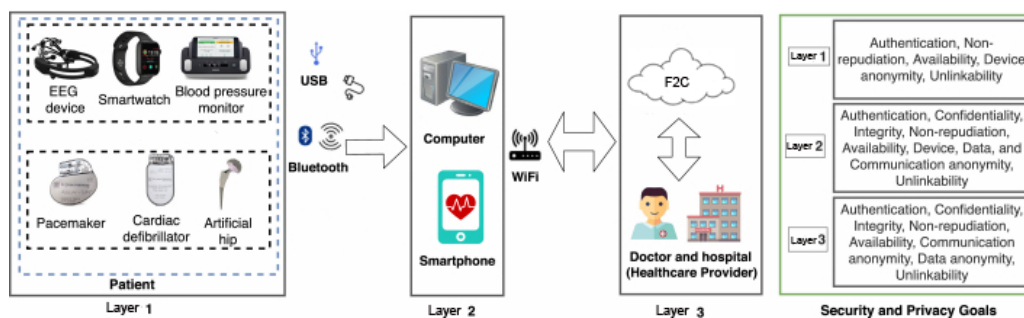 EEG
device
Smartwatch
Blood pressure
monitor
Pacemaker
Cardiac
defibrillator
Artificial
hip
Patient
Layer 1
USB
Bluetooth
Computer
Smartphone
Layer 2
WiFi
F2C
H
Doctor and hospital
(Healthcare Provider)
Layer 3
Layer 1
Authentication, Non-
repudiation, Availability, Device
anonymity, Unlinkability
Layer 2
Authentication, Confidentiality,
Integrity, Non-repudiation,
Availability, Device, Data, and
Communication anonymity,
Unlinkability
Layer 3
Authentication, Confidentiality,
Integrity, Non-repudiation,
Availability, Communication
anonymity, Data anonymity,
Unlinkability
Security and Privacy Goals